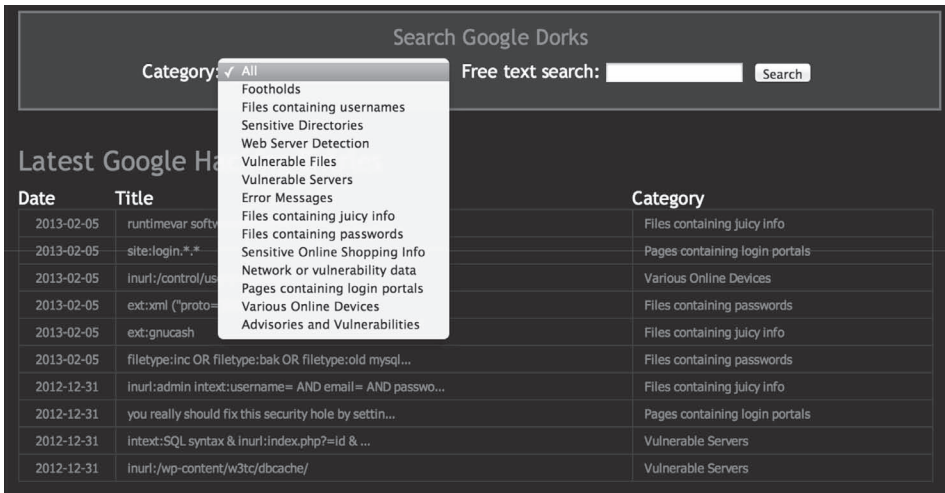 Search Google Dorks
Category: ✓ All Free text search: Search
Footholds
Files containing usernames
Sensitive Directories
Web Server Detection
Vulnerable Files
Vulnerable Servers
Error Messages
Files containing juicy info
Files containing passwords
Sensitive Online Shopping Info
Network or vulnerability data
Pages containing login portals
Various Online Devices
Advisories and Vulnerabilities
Latest Google Ha
Date Title Category
2013-02-05 runtimevar softw Files containing juicy info
2013-02-05 site:login.*.* Pages containing login portals
2013-02-05 inurl:/control/us Various Online Devices
2013-02-05 ext:xml ("proto= Files containing passwords
2013-02-05 ext:gnucash Files containing juicy info
2013-02-05 filetype:inc OR filetype:bak OR filetype:old mysql... Files containing passwords
2012-12-31 inurl:admin intext:username= AND email= AND passwo... Files containing juicy info
2012-12-31 you really should fix this security hole by settin... Pages containing login portals
2012-12-31 intext:SQL syntax & inurl:index.php?=id & ... Vulnerable Servers
2012-12-31 inurl:/wp-content/w3tc/dbcache/ Vulnerable Servers